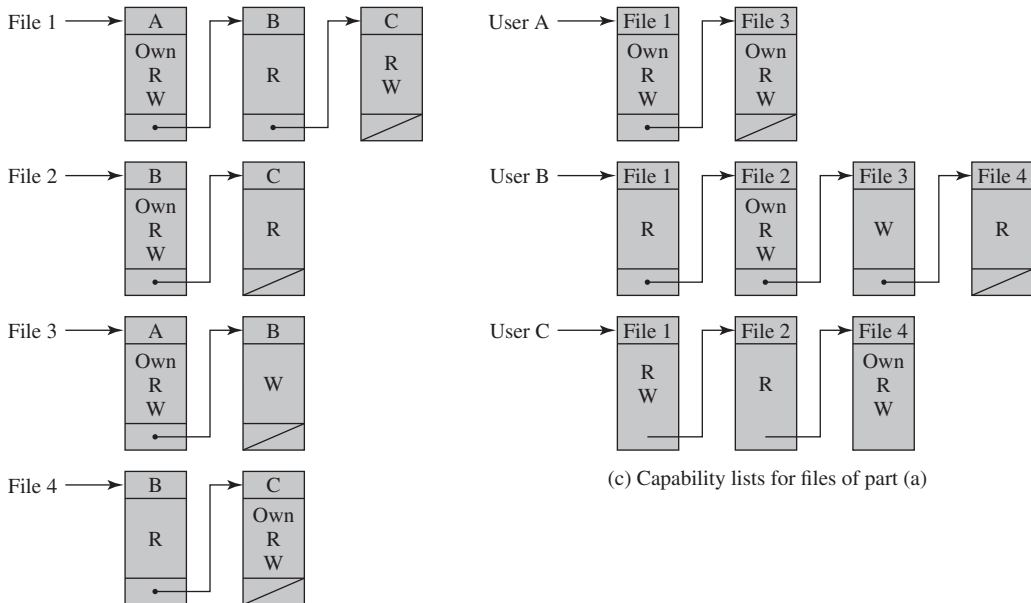 File 1
A
Own
R
W
B
R
C
R
W
File 2
B
Own
R
W
C
R
File 3
A
Own
R
W
B
W
File 4
B
R
C
Own
R
W
User A
File 1
Own
R
W
File 3
Own
R
W
User B
File 1
R
File 2
Own
R
W
File 3
W
File 4
R
User C
File 1
R
W
File 2
R
File 4
Own
R
W
(c) Capability lists for files of part (a)